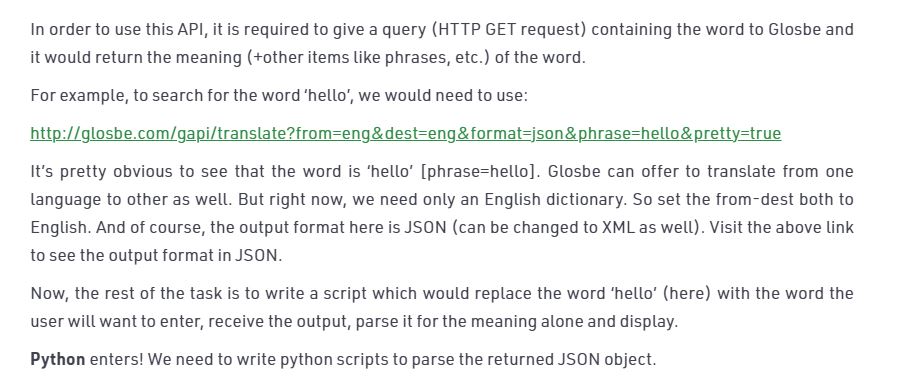 In order to use this API, it is required to give a query (HTTP GET request) containing the word to Glosbe and
it would return the meaning (+other items like phrases, etc.) of the word.
For example, to search for the word ‘hello’, we would need to use:
http://glosbe.com/gapi/translate?from=eng&dest=eng&format=json&phrase=hello&pretty=true
It’s pretty obvious to see that the word is ‘hello’ [phrase=hello]. Glosbe can offer to translate from one
language to other as well. But right now, we need only an English dictionary. So set the from-dest both to
English. And of course, the output format here is JSON (can be changed to XML as well). Visit the above link
to see the output format in JSON.
Now, the rest of the task is to write a script which would replace the word ‘hello’ (here) with the word the
user will want to enter, receive the output, parse it for the meaning alone and display.
Python enters! We need to write python scripts to parse the returned JSON object.